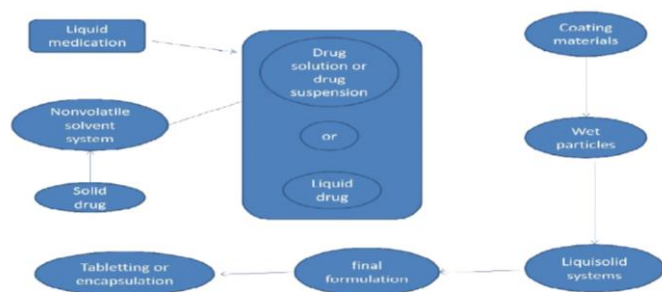 Liquid
medication
Nonvolatile
solvent
system
Solid
drug
Drug
solution or
drug
suspension
or
Liquid
drug
Coating
materials
Wet
particles
Liquisolid
systems
final
formulation
Tabletting or
encapsulation